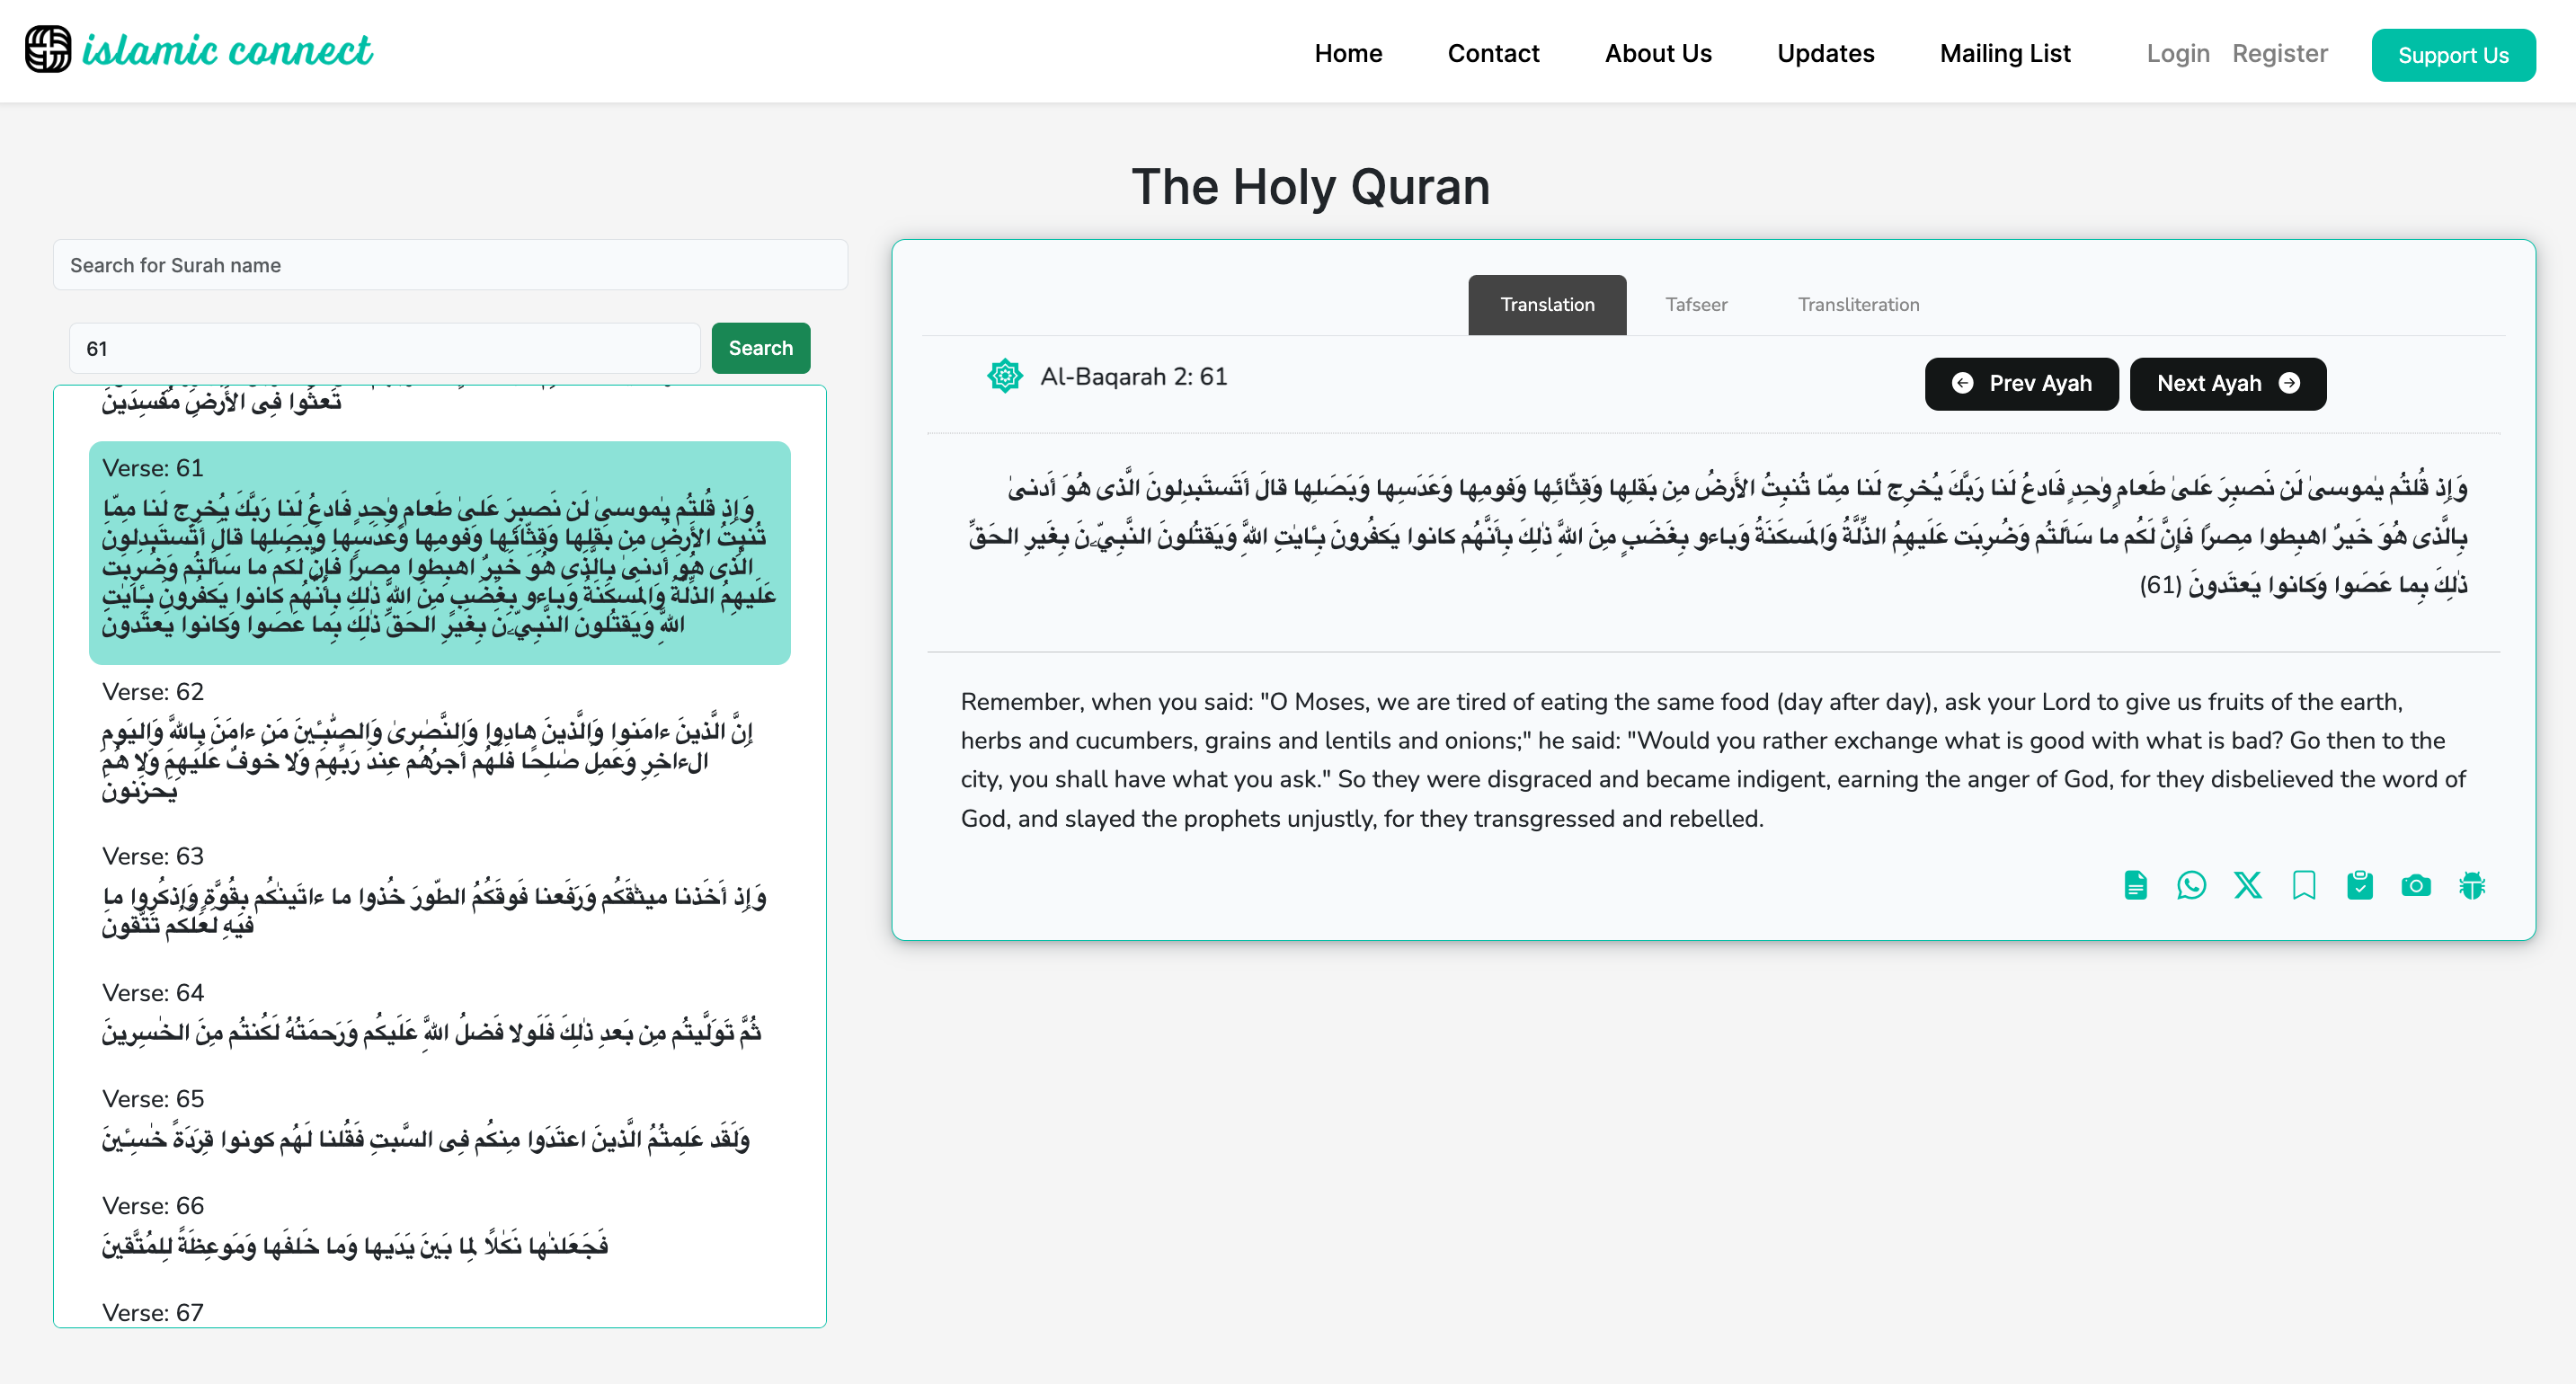 islamic connect
Home Contact About Us Updates Mailing List Login Register Support Us
The Holy Quran
Search for Surah name
61 Search
تَعثَوا فِى الأَرضِ مُفسِدينَ
Verse: 61
وَإِذ قُلتُم يٰموسىٰ لَن نَصبِرَ عَلىٰ طَعامٍ وٰحِدٍ فَادعُ لَنا رَبَّكَ يُخرِج لَنا مِمّا
تُنبِتُ الأَرضُ مِن بَقلِها وَقِثّائِها وَفومِها وَعَدَسِها وَبَصَلِها قالَ أَتَستَبدِلونَ
الَّذى هُوَ أَدنىٰ بِالَّذى هُوَ خَيرٌ اهبِطوا مِصرًا فَإِنَّ لَكُم ما سَأَلتُم وَضُرِبَت
عَلَيهِمُ الذِّلَّةُ وَالمَسكَنَةُ وَباءو بِغَضَبٍ مِنَ اللَّهِ ذٰلِكَ بِأَنَّهُم كانوا يَكفُرونَ بِـٔايٰتِ
اللَّهِ وَيَقتُلونَ النَّبِيّۦنَ بِغَيرِ الحَقِّ ذٰلِكَ بِما عَصَوا وَكانوا يَعتَدونَ
Verse: 62
إِنَّ الَّذينَ ءامَنوا وَالَّذينَ هادوا وَالنَّصٰرىٰ وَالصّٰبِـٔينَ مَن ءامَنَ بِاللَّهِ وَاليَومِ
الءاخِرِ وَعَمِلَ صٰلِحًا فَلَهُم أَجرُهُم عِندَ رَبِّهِم وَلا خَوفٌ عَلَيهِم وَلا هُم
يَحزَنونَ
Verse: 63
وَإِذ أَخَذنا ميثٰقَكُم وَرَفَعنا فَوقَكُمُ الطّورَ خُذوا ما ءاتَينٰكُم بِقُوَّةٍ وَاذكُروا ما
فيهِ لَعَلَّكُم تَتَّقونَ
Verse: 64
ثُمَّ تَوَلَّيتُم مِن بَعدِ ذٰلِكَ فَلَولا فَضلُ اللَّهِ عَلَيكُم وَرَحمَتُهُ لَكُنتُم مِنَ الخٰسِرينَ
Verse: 65
وَلَقَد عَلِمتُمُ الَّذينَ اعتَدَوا مِنكُم فِى السَّبتِ فَقُلنا لَهُم كونوا قِرَدَةً خٰسِـٔينَ
Verse: 66
فَجَعَلنٰها نَكٰلًا لِما بَينَ يَدَيها وَما خَلفَها وَمَوعِظَةً لِلمُتَّقينَ
Verse: 67
Translation Tafseer Transliteration
Al-Baqarah 2: 61 Prev Ayah Next Ayah
وَإِذ قُلتُم يٰموسىٰ لَن نَصبِرَ عَلىٰ طَعامٍ وٰحِدٍ فَادعُ لَنا رَبَّكَ يُخرِج لَنا مِمّا تُنبِتُ الأَرضُ مِن بَقلِها وَقِثّائِها وَفومِها وَعَدَسِها وَبَصَلِها قالَ أَتَستَبدِلونَ الَّذى هُوَ أَدنىٰ
بِالَّذى هُوَ خَيرٌ اهبِطوا مِصرًا فَإِنَّ لَكُم ما سَأَلتُم وَضُرِبَت عَلَيهِمُ الذِّلَّةُ وَالمَسكَنَةُ وَباءو بِغَضَبٍ مِنَ اللَّهِ ذٰلِكَ بِأَنَّهُم كانوا يَكفُرونَ بِـٔايٰتِ اللَّهِ وَيَقتُلونَ النَّبِيّۦنَ بِغَيرِ الحَقِّ
ذٰلِكَ بِما عَصَوا وَكانوا يَعتَدونَ (61)
Remember, when you said: "O Moses, we are tired of eating the same food (day after day), ask your Lord to give us fruits of the earth,
herbs and cucumbers, grains and lentils and onions;" he said: "Would you rather exchange what is good with what is bad? Go then to the
city, you shall have what you ask." So they were disgraced and became indigent, earning the anger of God, for they disbelieved the word of
God, and slayed the prophets unjustly, for they transgressed and rebelled.